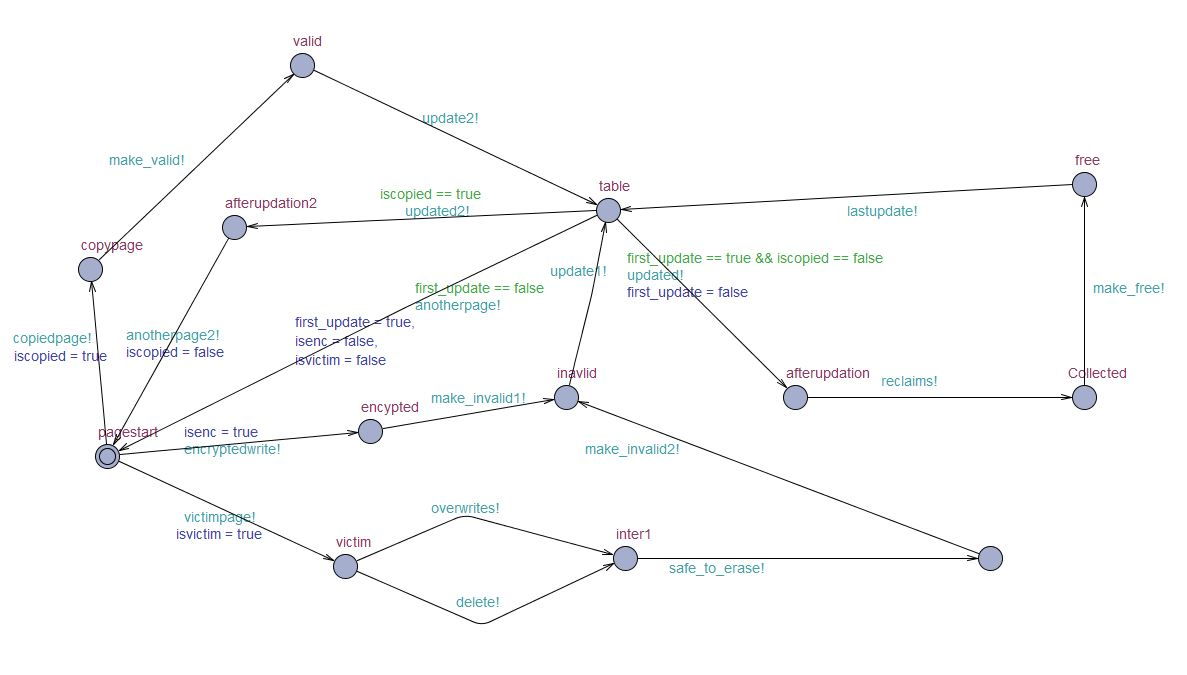 valid
update2!
make_valid!
free
table
iscopied == true
updated2!
afterupdation2
lastupdate!
copypage
first_update == true && iscopied == false
updated!
first_update = false
update1!
first_update == false
anotherpage!
make_free!
first_update = true,
isenc = false,
isvictim = false
copiedpage!
iscopied = true
anotherpage2!
iscopied = false
inavlid
afterupdation
reclaims!
Collected
make_invalid1!
encypted
pagestart
isenc = true
encryptedwrite!
make_invalid2!
victimpage!
isvictim = true
overwrites!
victim
inter1
safe_to_erase!
delete!